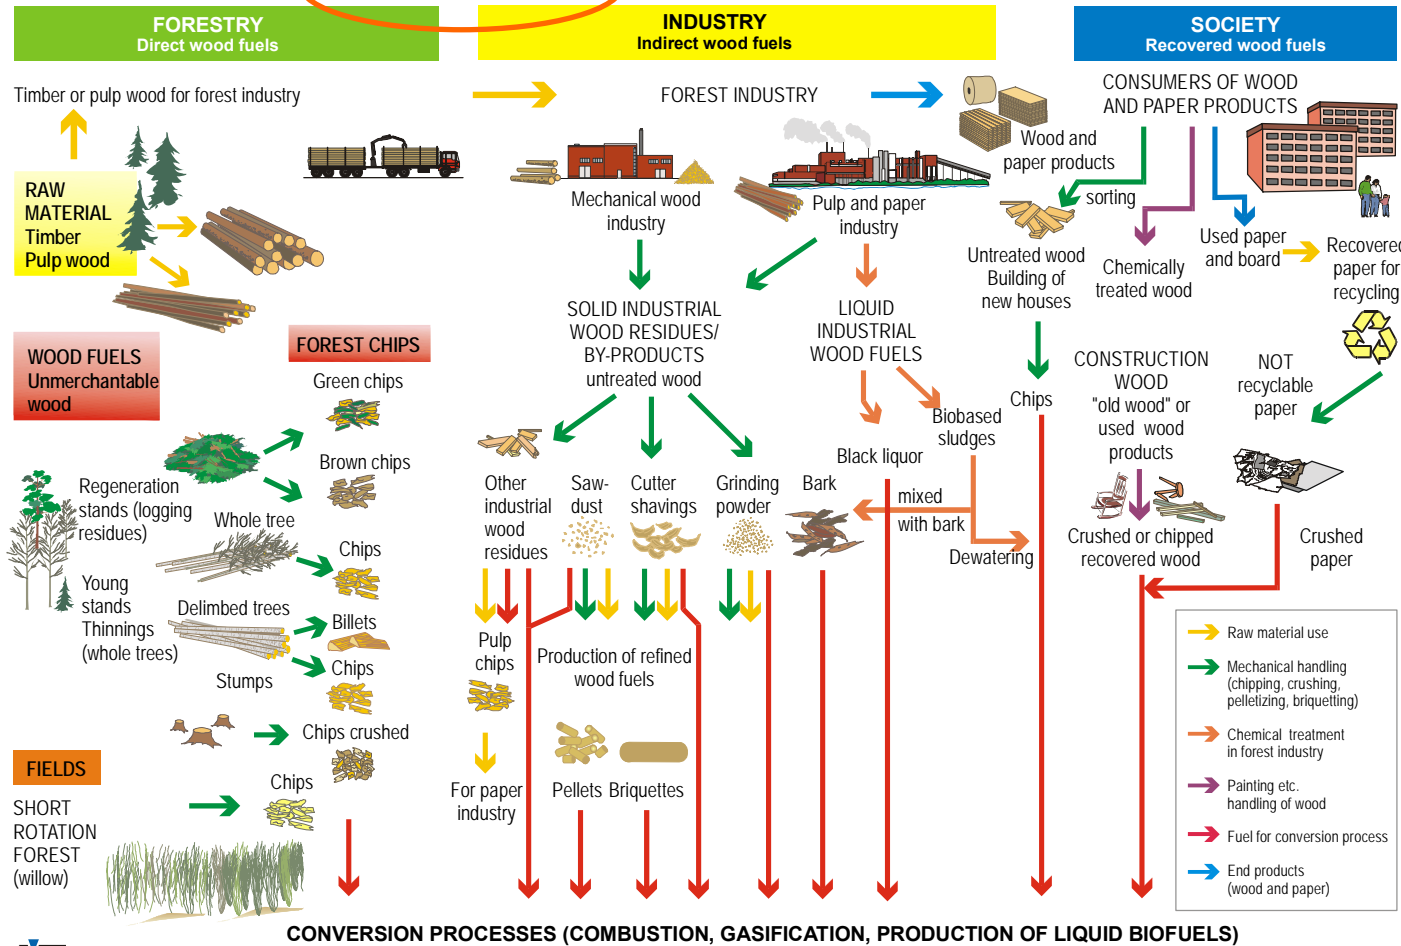 FORESTRY
Direct wood fuels
INDUSTRY
Indirect wood fuels
SOCIETY
Recovered wood fuels
Timber or pulp wood for forest industry
FOREST INDUSTRY
CONSUMERS OF WOOD
AND PAPER PRODUCTS
Wood and
paper products
RAW
MATERIAL
Timber
Pulp wood
Mechanical wood
industry
Pulp and paper
industry
sorting
Untreated wood
Building of
new houses
Chemically
treated wood
Used paper
and board
Recovered
paper for
recycling
SOLID INDUSTRIAL
WOOD RESIDUES/
BY-PRODUCTS
untreated wood
LIQUID
INDUSTRIAL
WOOD FUELS
WOOD FUELS
Unmerchantable
wood
FOREST CHIPS
Green chips
Brown chips
CONSTRUCTION
WOOD
"old wood" or
used wood
products
NOT
recyclable
paper
Chips
Biobased
sludges
Black liquor
Regeneration
stands (logging
residues)
Whole tree
Chips
Other
industrial
wood
residues
Saw-
dust
Cutter
shavings
Grinding
powder
Bark
mixed
with bark
Dewatering
Crushed or chipped
recovered wood
Crushed
paper
Young
stands
Thinnings
(whole trees)
Delimbed trees
Billets
Chips
Stumps
Chips crushed
Pulp
chips
Production of refined
wood fuels
For paper
industry
Pellets Briquettes
FIELDS
SHORT
ROTATION
FOREST
(willow)
Chips
Raw material use
Mechanical handling
(chipping, crushing,
pelletizing, briquetting)
Chemical treatment
in forest industry
Painting etc.
handling of wood
Fuel for conversion process
End products
(wood and paper)
CONVERSION PROCESSES (COMBUSTION, GASIFICATION, PRODUCTION OF LIQUID BIOFUELS)